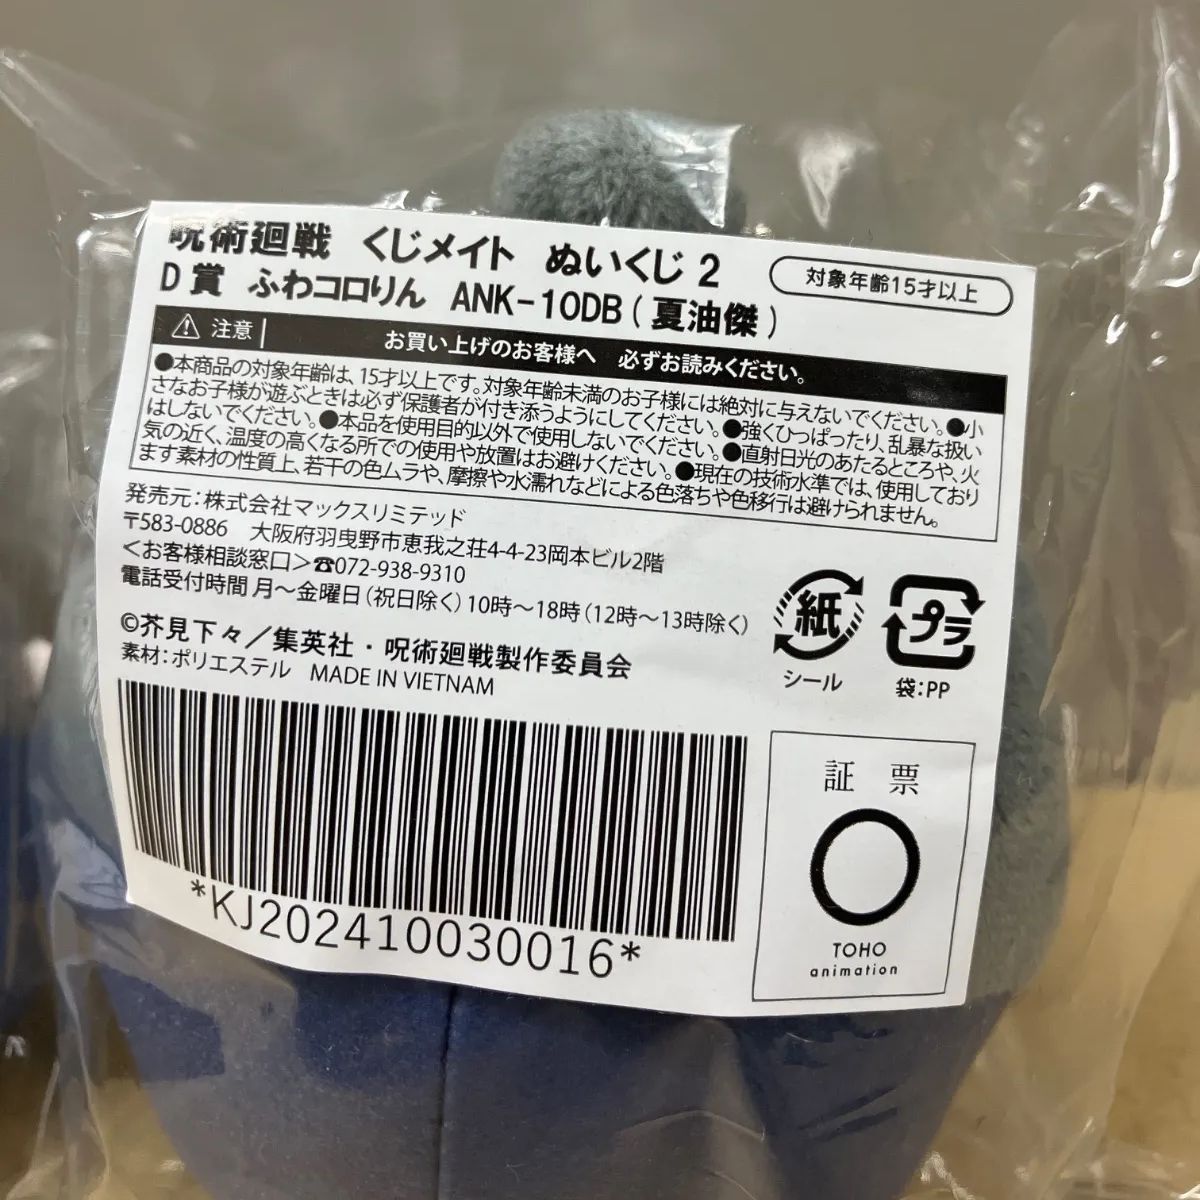 呪術廻戦 くじメイト ぬいくじ 2
D賞 ふわコロりん ANK-10DB(夏油傑)
対象年齢15才以上
注意 お買い上げのお客様へ 必ずお読みください。
●本商品の対象年齢は、15才以上です。対象年齢未満のお子様には絶対に与えないでください。●小
さなお子様が遊ぶときは必ず保護者が付き添うようにしてください。●強くひっぱったり、乱暴な扱い
はしないでください。●本品を使用目的以外で使用しないでください。●直射日光のあたるところや、火
気の近く、温度の高くなる所での使用や放置はお避けください。●現在の技術水準では、使用しており
ます素材の性質上、若干の色ムラや、摩擦や水濡れなどによる色落ちや色移行は避けられません。
発売元:株式会社マックスリミテッド
〒583-0886 大阪府羽曳野市恵我之荘4-4-23岡本ビル2階
<お客様相談窓口>☎072-938-9310
電話受付時間 月〜金曜日(祝日除く)10時〜18時(12時〜13時除く)
©芥見下々/集英社・呪術廻戦製作委員会
素材:ポリエステル MADE IN VIETNAM
紙
シール
プラ
袋:PP
*KJ202410030016*
証票
TOHO
animation